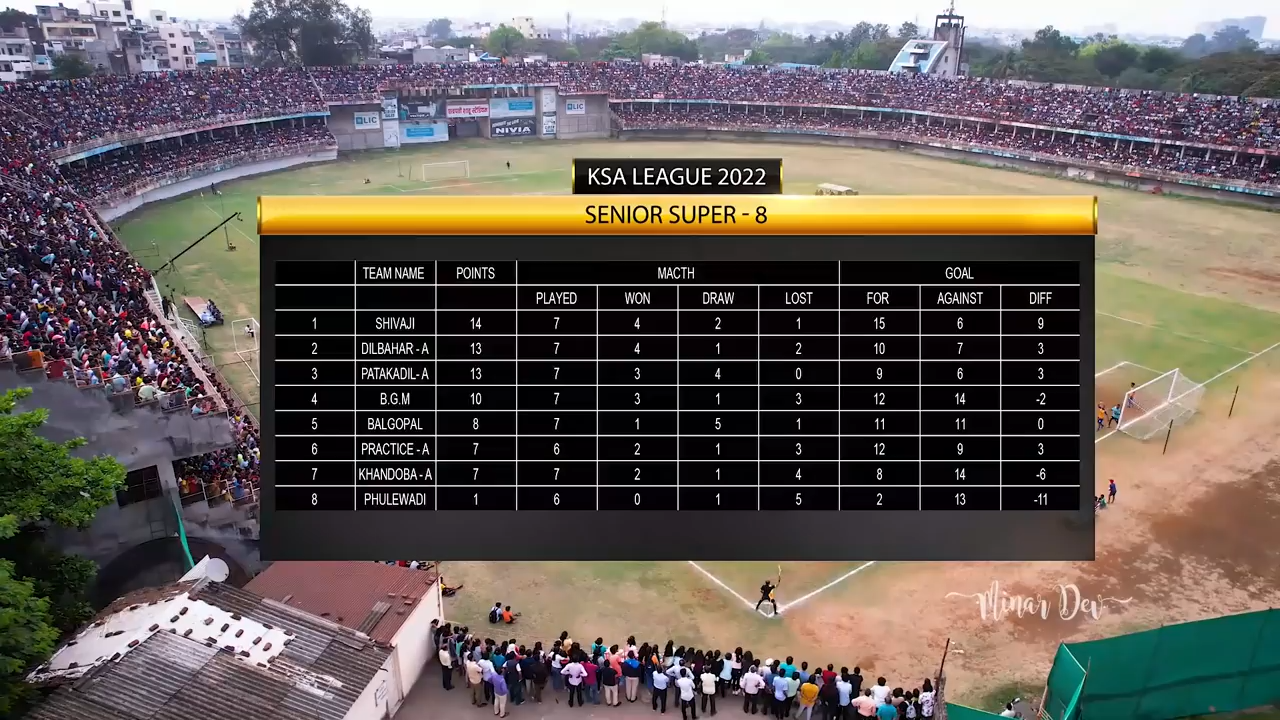 LIC
NIVIA
LIC
KSA LEAGUE 2022
SENIOR SUPER - 8
TEAM NAME POINTS MACTH GOAL
PLAYED WON DRAW LOST FOR AGAINST DIFF
1 SHIVAJI 14 7 4 2 1 15 6 9
2 DILBAHAR - A 13 7 4 1 2 10 7 3
3 PATAKADIL- A 13 7 3 4 0 9 6 3
4 B.G.M 10 7 3 1 3 12 14 -2
5 BALGOPAL 8 7 1 5 1 11 11 0
6 PRACTICE - A 7 6 2 1 3 12 9 3
7 KHANDOBA - A 7 7 2 1 4 8 14 -6
8 PHULEWADI 1 6 0 1 5 2 13 -11
Minar Dev